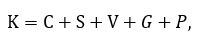 K = C + S + V + G + P,